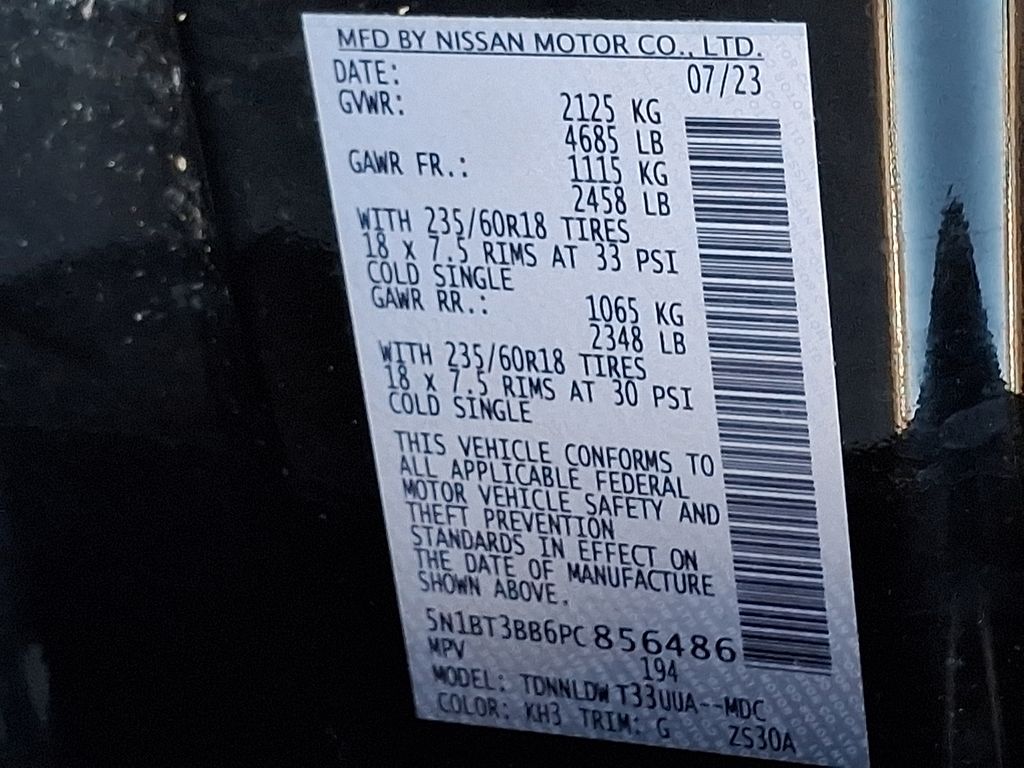 MFD BY NISSAN MOTOR CO., LTD.
DATE: 07/23
GVWR: 2125 KG
4685 LB
GAWR FR.: 1115 KG
2458 LB
WITH 235/60R18 TIRES
18 x 7.5 RIMS AT 33 PSI
COLD SINGLE
GAWR RR.: 1065 KG
2348 LB
WITH 235/60R18 TIRES
18 x 7.5 RIMS AT 30 PSI
COLD SINGLE
THIS VEHICLE CONFORMS TO
ALL APPLICABLE FEDERAL
MOTOR VEHICLE SAFETY AND
THEFT PREVENTION
STANDARDS IN EFFECT ON
THE DATE OF MANUFACTURE
SHOWN ABOVE.
5N1BT3BB6PC856486
MPV 194
MODEL: TDNNLDW T33UUA--MDC
COLOR: KH3 TRIM: G ZS30A